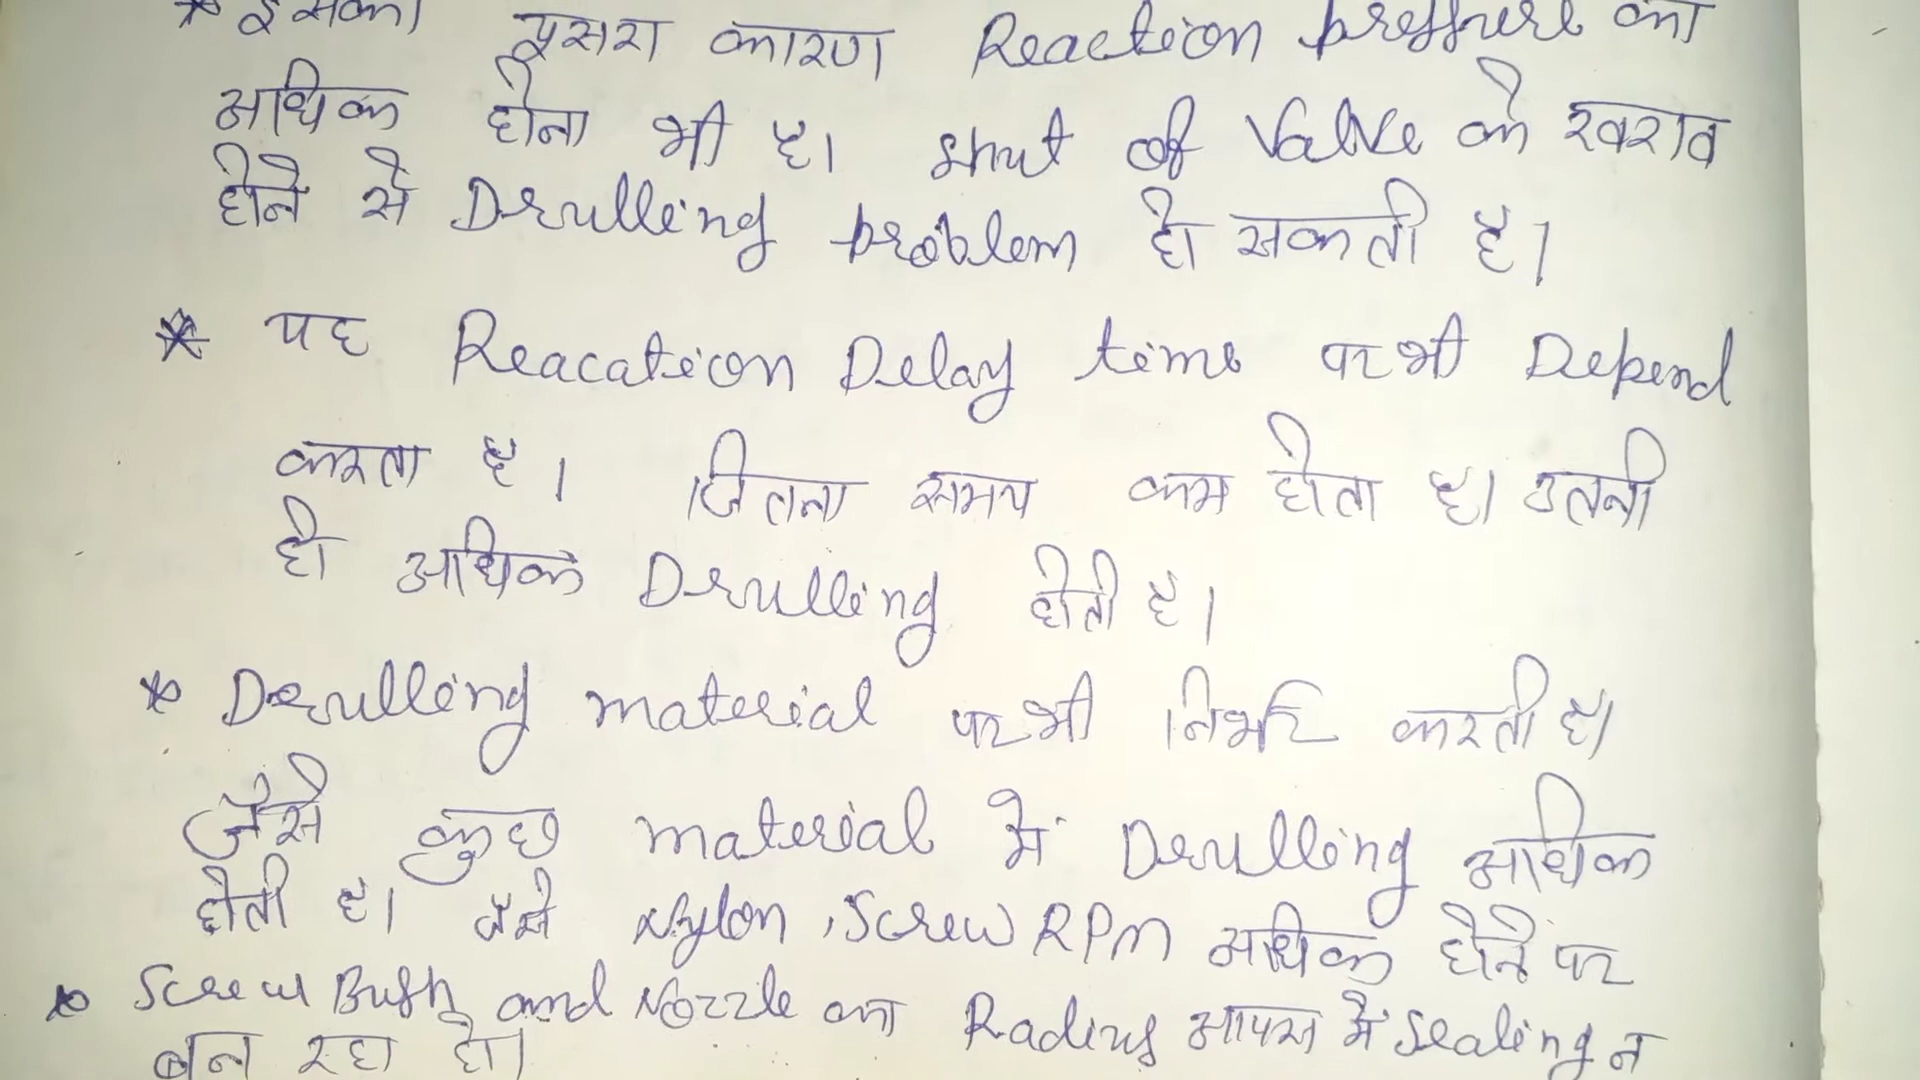 * इसका दूसरा कारण Reaction pressure का
अधिक होना भी है। shut of Valve के खराब
होने से Drulling problem हो सकती है।
* यह Reacation Delay time पर भी Depend
करता है। जितना समय कम होता है। उतनी
ही अधिक Drulling होती है।
* Drulling material पर भी निर्भर करती है।
जैसे कुछ material में Drulling अधिक
होती है। जैसे Nylon, Screw RPM अधिक होने पर
* Screw Bush and Nozzle का Radius आपस में Sealing न
बन रहा हो।